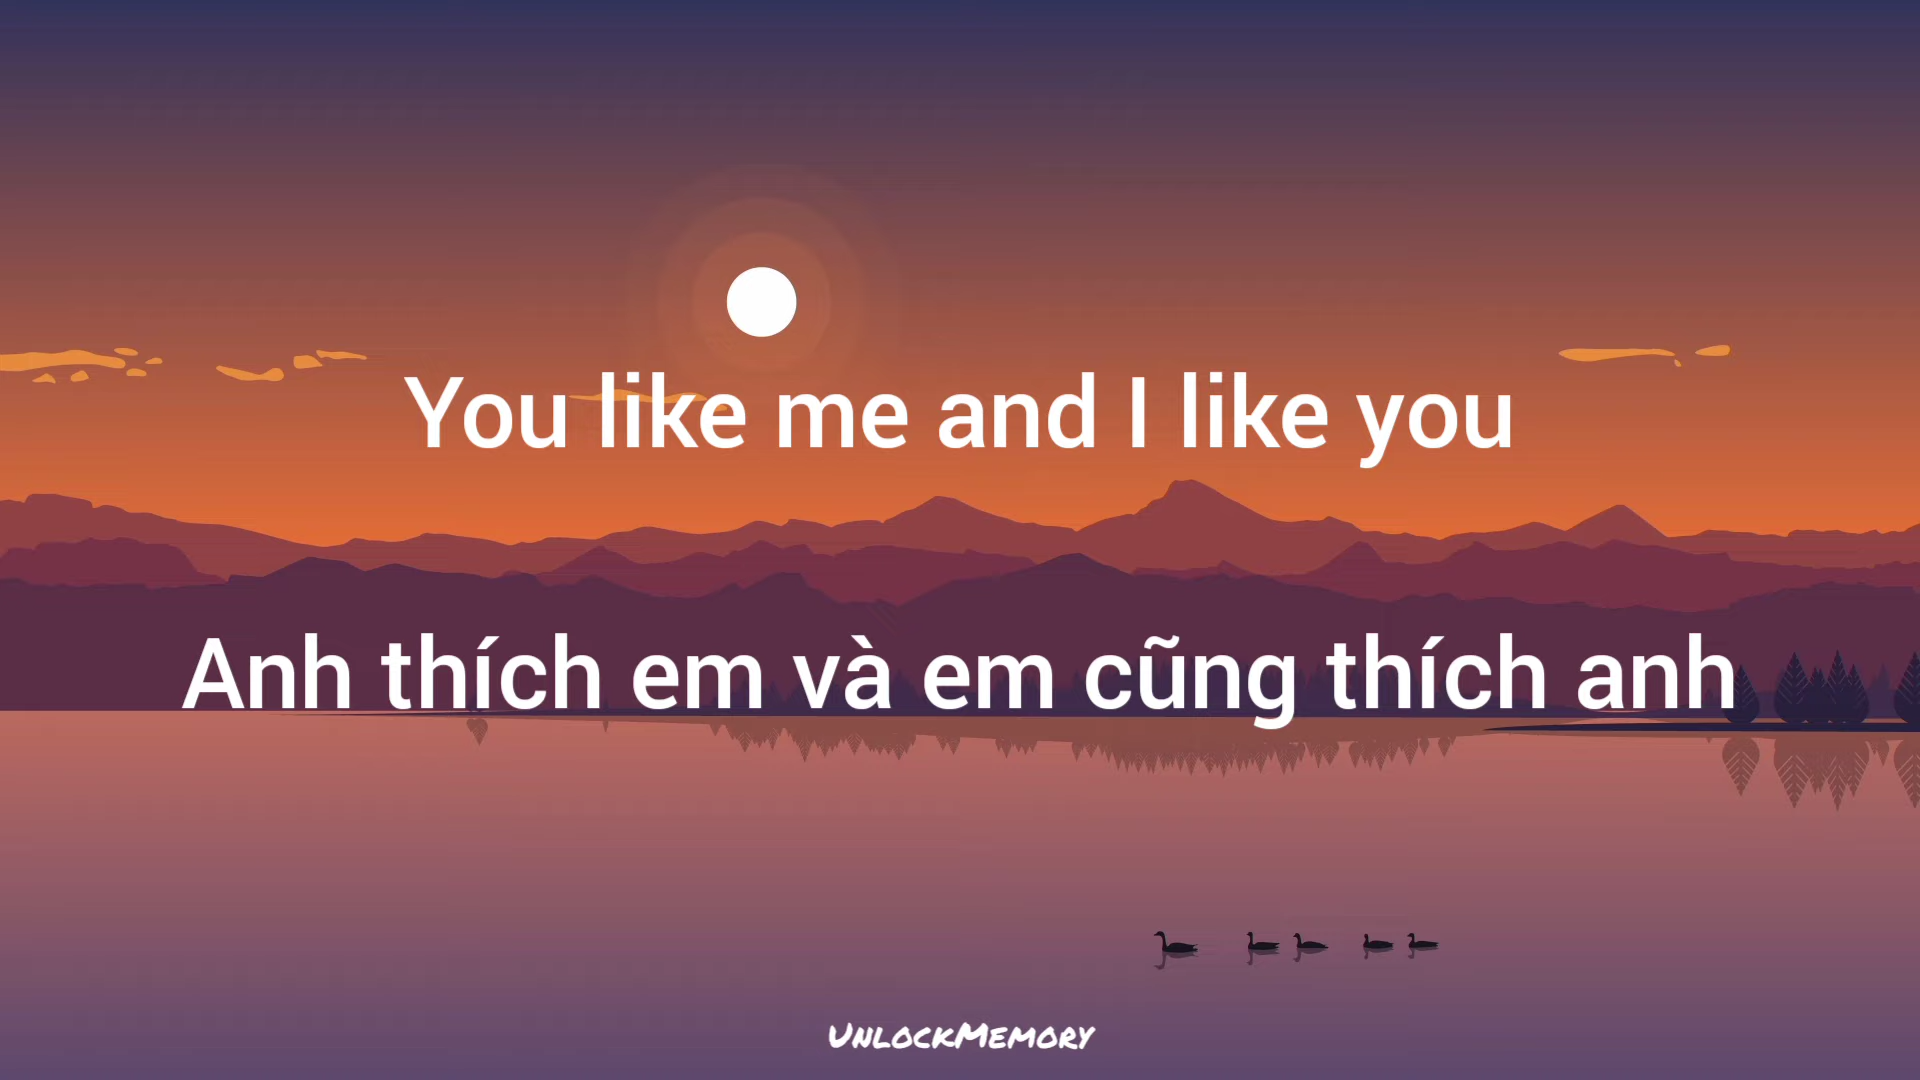 You like me and I like you
Anh thích em và em cũng thích anh
UnlockMemory